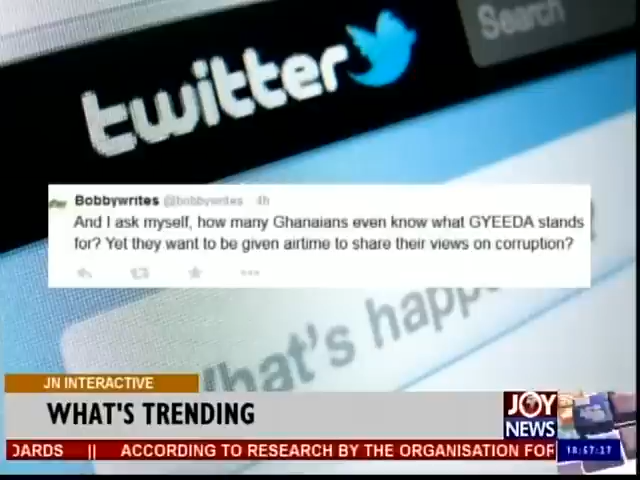 twitter
Search
Bobbywrites @bobbywrites 4h
And I ask myself, how many Ghanaians even know what GYEEDA stands
for? Yet they want to be given airtime to share their views on corruption?
What's happ
JN INTERACTIVE
WHAT'S TRENDING
JOY
NEWS
DARDS || ACCORDING TO RESEARCH BY THE ORGANISATION FOR
18:57:17